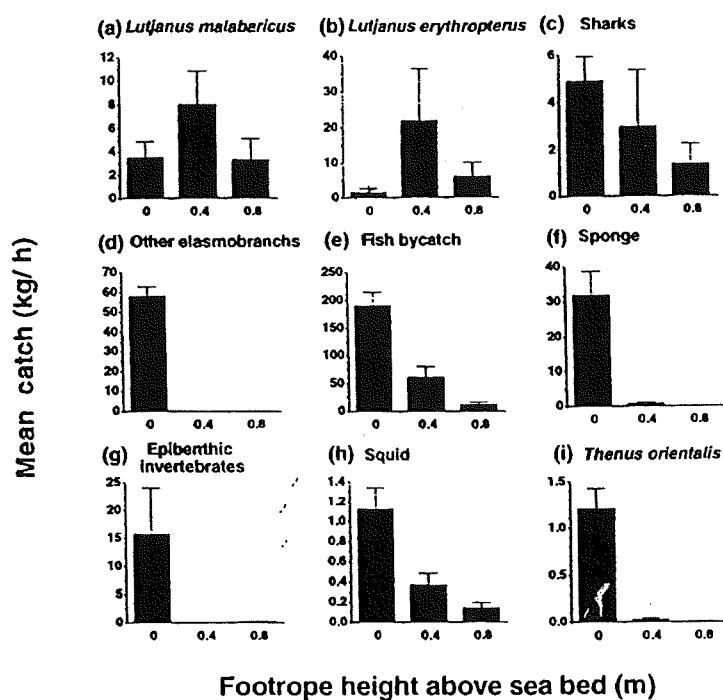 (a) Lutjanus malabericus
(b) Lutjanus erythropterus
(c) Sharks
12
10
8
6
4
2
0
0 0.4 0.8
40
30
20
10
0
0 0.4 0.8
6
4
2
0
0 0.4 0.8
(d) Other elasmobranchs
(e) Fish bycatch
(f) Sponge
70
60
50
40
30
20
10
0
0 0.4 0.8
250
200
150
100
50
0
0 0.4 0.8
40
30
20
10
0
0 0.4 0.8
(g) Epibenthic
Invertebrates
(h) Squid
(i) Thenus orientalis
25
20
15
10
5
0
0 0.4 0.8
1.4
1.2
1.0
0.8
0.6
0.4
0.2
0.0
0 0.4 0.8
1.5
1.0
0.5
0.0
0 0.4 0.8
Mean catch (kg/ h)
Footrope height above sea bed (m)